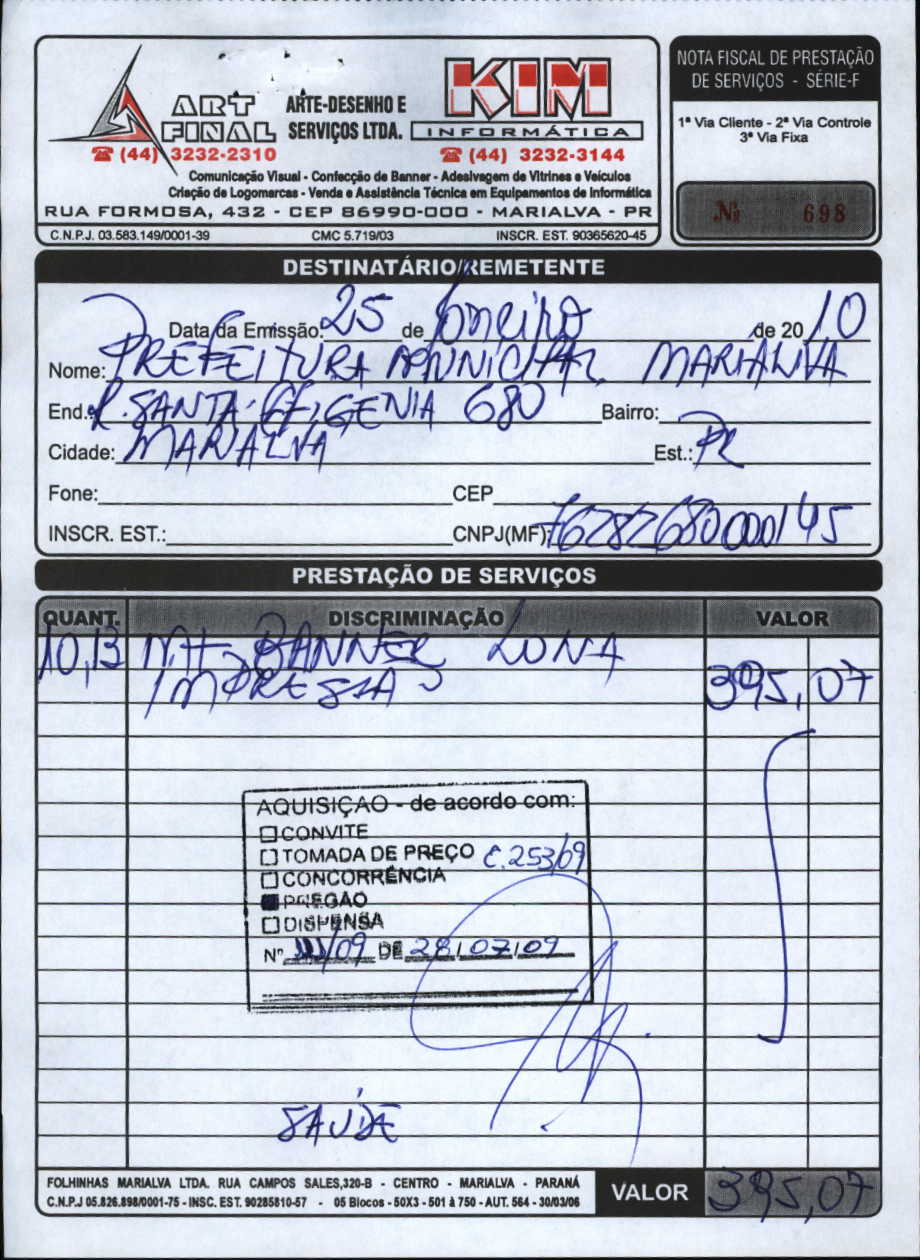 ART FINAL
ARTE-DESENHO E
SERVIÇOS LTDA.
(44) 3232-2310
KIM
INFORMÁTICA
(44) 3232-3144
Comunicação Visual - Confecção de Banner - Adesivagem de Vitrines e Veículos
Criação de Logomarcas - Venda e Assistência Técnica em Equipamentos de Informática
RUA FORMOSA, 432 - CEP 86990-000 - MARIALVA - PR
C.N.P.J. 03.583.149/0001-39 CMC 5.719/03 INSCR. EST. 90365620-45
NOTA FISCAL DE PRESTAÇÃO
DE SERVIÇOS - SÉRIE-F
1ª Via Cliente - 2ª Via Controle
3ª Via Fixa
Nº 698
DESTINATÁRIO/REMETENTE
Data da Emissão: 25 de Janeiro de 2010
Nome: PREFEITURA MUNICIPAL MARIALVA
End.: R. SANTA EFIGENIA 680 Bairro:
Cidade: MARIALVA Est.: PR
Fone: CEP
INSCR. EST.: CNPJ(MF): 76282680000145
PRESTAÇÃO DE SERVIÇOS
QUANT. DISCRIMINAÇÃO VALOR
10,13 MT BANNER LONA
IMPRESSA 395,07
AQUISIÇAO - de acordo com:
CONVITE
TOMADA DE PREÇO C.253/09
CONCORRÊNCIA
PREGAO
DISPENSA
Nº /09 DE 28/07/09
SAÚDE
FOLHINHAS MARIALVA LTDA. RUA CAMPOS SALES,320-B - CENTRO - MARIALVA - PARANÁ
C.N.P.J 05.826.898/0001-75 - INSC. EST. 90285810-57 - 05 Blocos - 50X3 - 501 à 750 - AUT. 564 - 30/03/06
VALOR 395,07